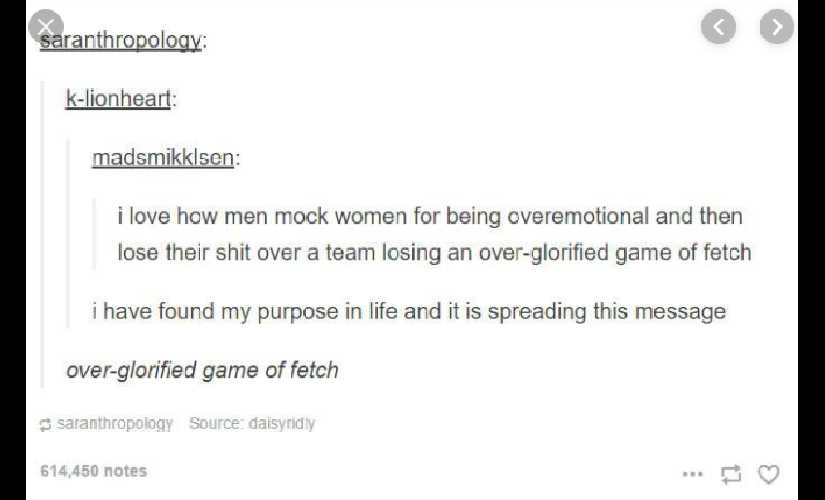 saranthropology:
k-lionheart:
madsmikklsen:
i love how men mock women for being overemotional and then
lose their shit over a team losing an over-glorified game of fetch
i have found my purpose in life and it is spreading this message
over-glorified game of fetch
saranthropology Source: daisyridly
614,450 notes